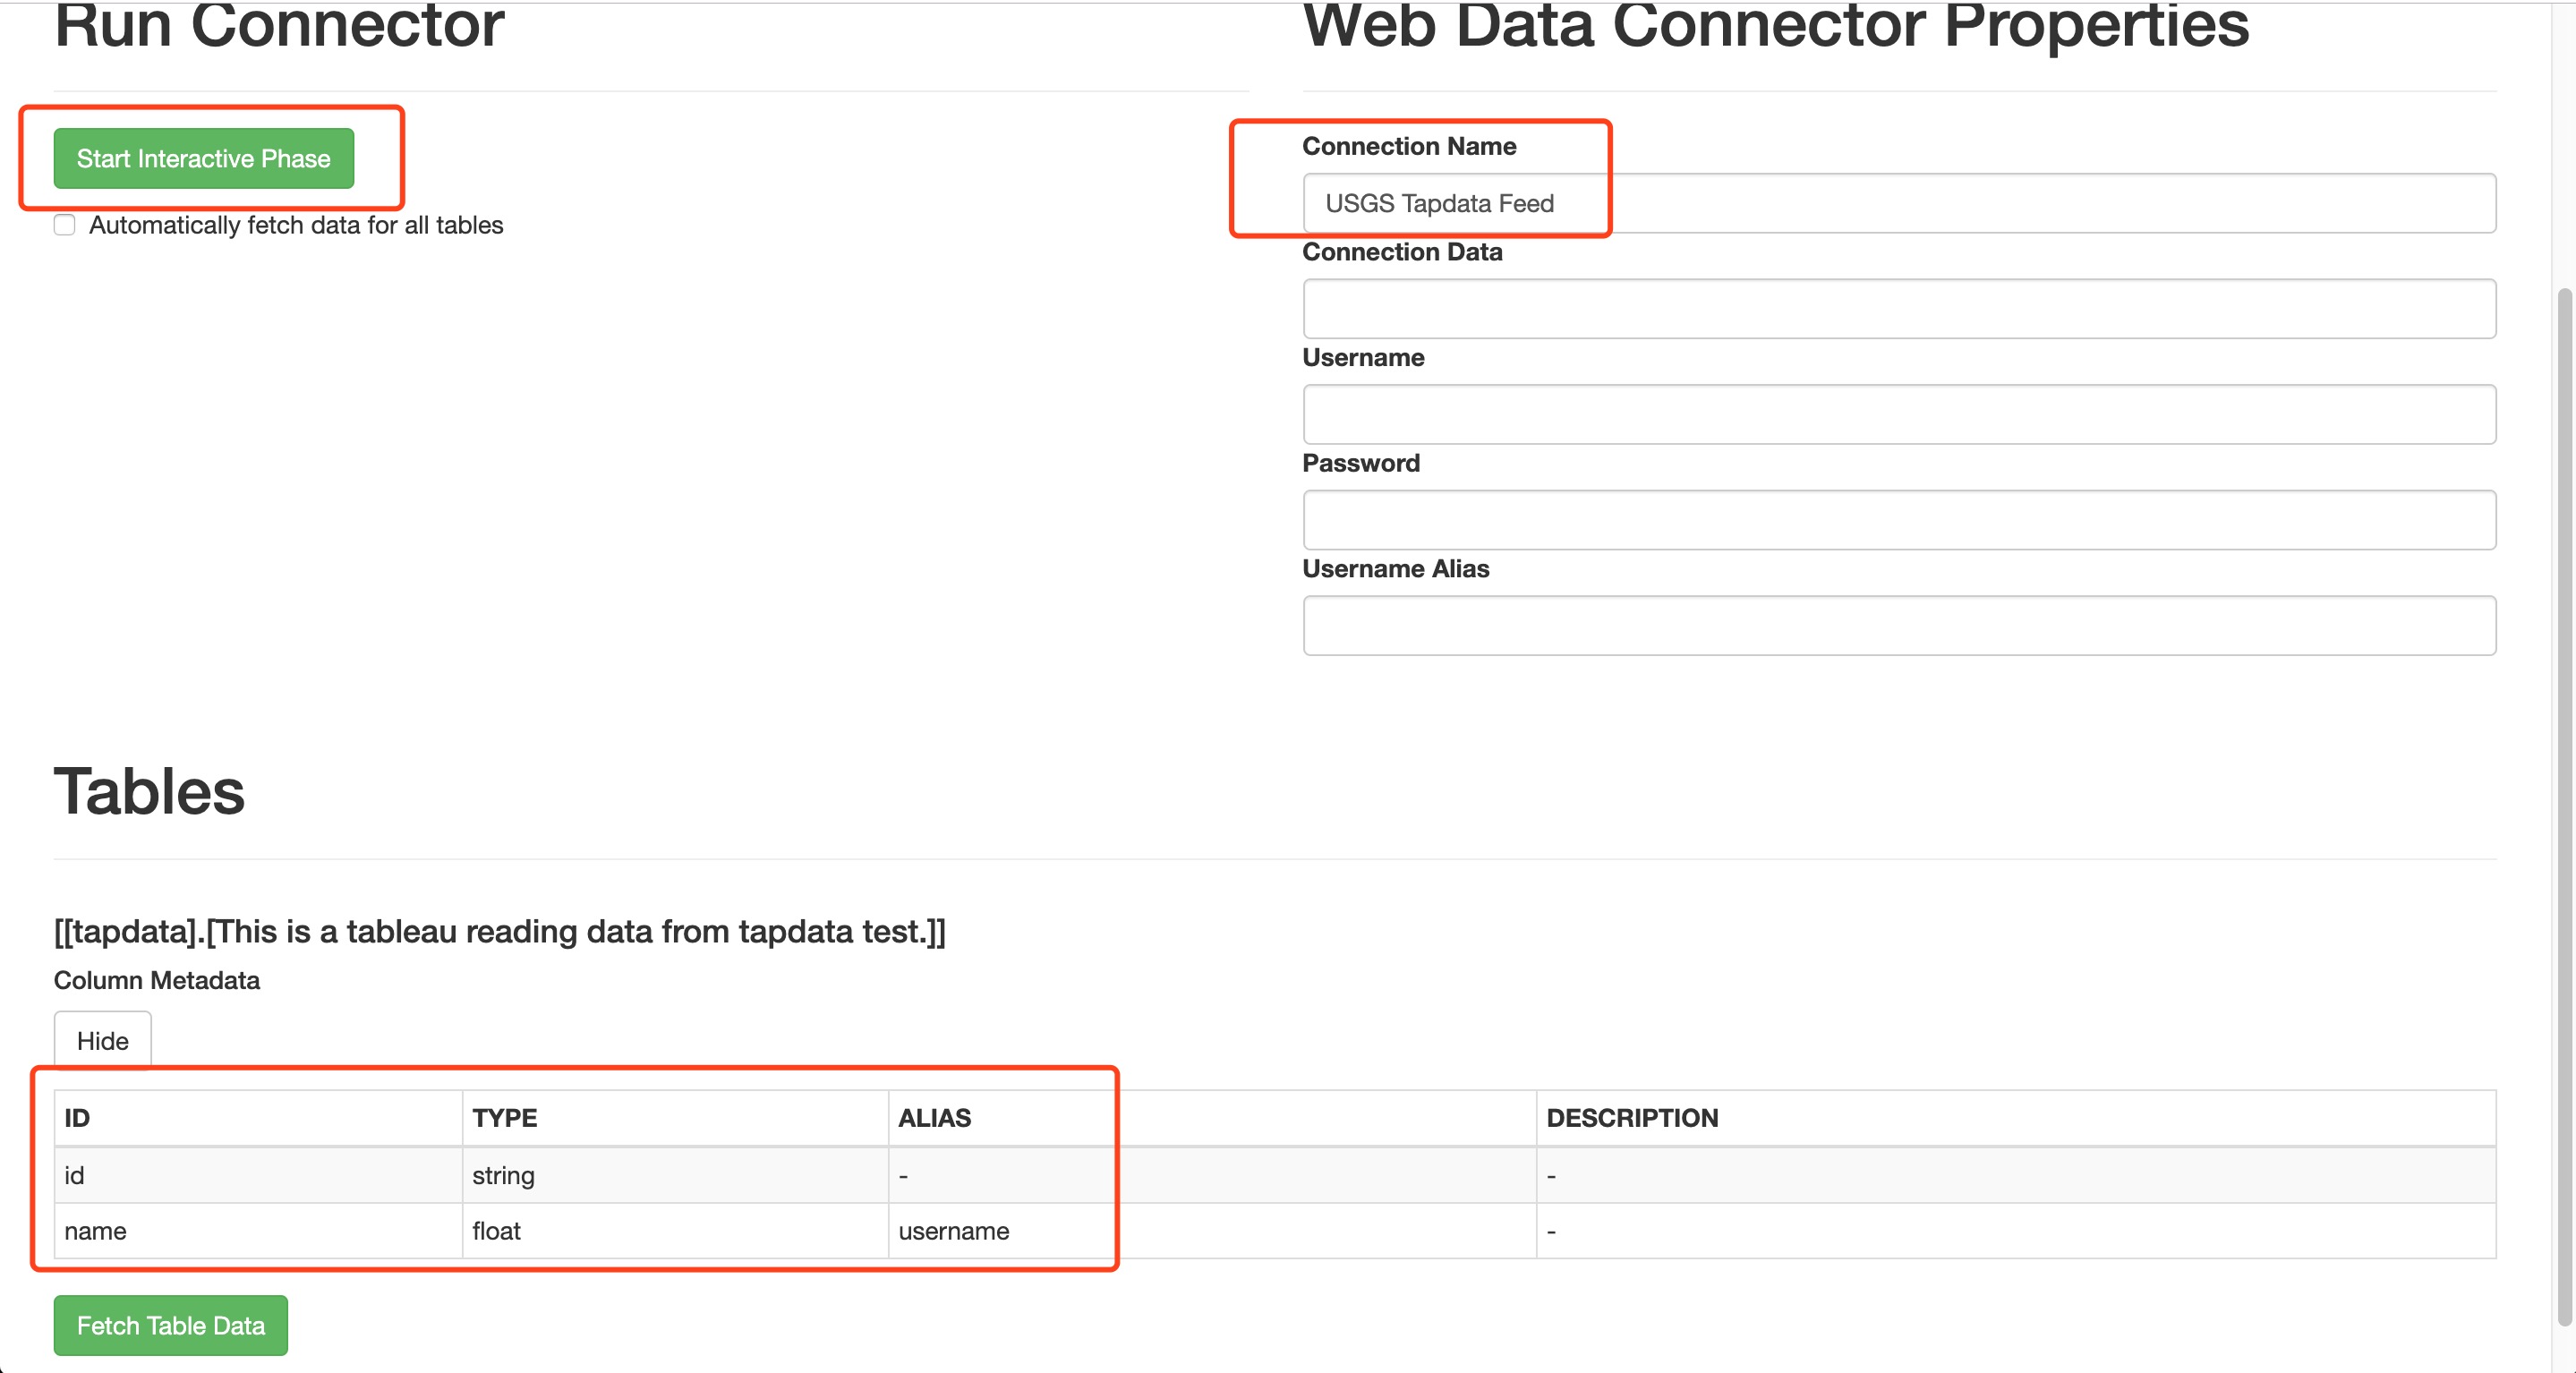 Run Connector
Web Data Connector Properties
Start Interactive Phase
Automatically fetch data for all tables
Connection Name
USGS Tapdata Feed
Connection Data
Username
Password
Username Alias
Tables
[[tapdata].[This is a tableau reading data from tapdata test.]]
Column Metadata
Hide
ID TYPE ALIAS DESCRIPTION
id string - -
name float username -
Fetch Table Data